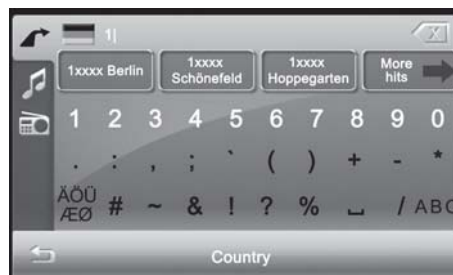 1|
1xxxx Berlin
1xxxx Schönefeld
1xxxx Hoppegarten
More hits
1 2 3 4 5 6 7 8 9 0
. : , ; ` ( ) + - *
ÄÖÜ ÆØ # ~ & ! ? % ⎵ / ABC
Country